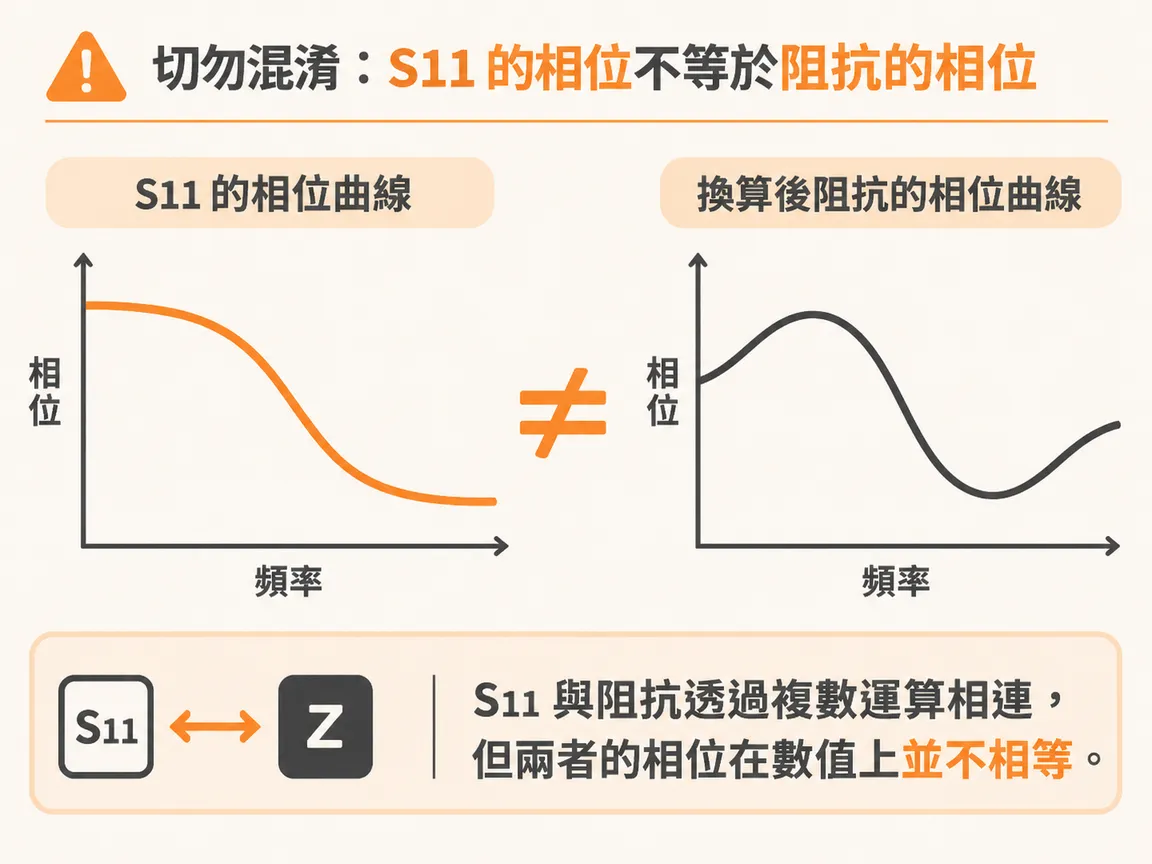 切勿混淆：S11 的相位不等於阻抗的相位
S11 的相位曲線
換算後阻抗的相位曲線
相位
頻率
≠
相位
頻率
S11
Z
S11 與阻抗透過複數運算相連，
但兩者的相位在數值上並不相等。